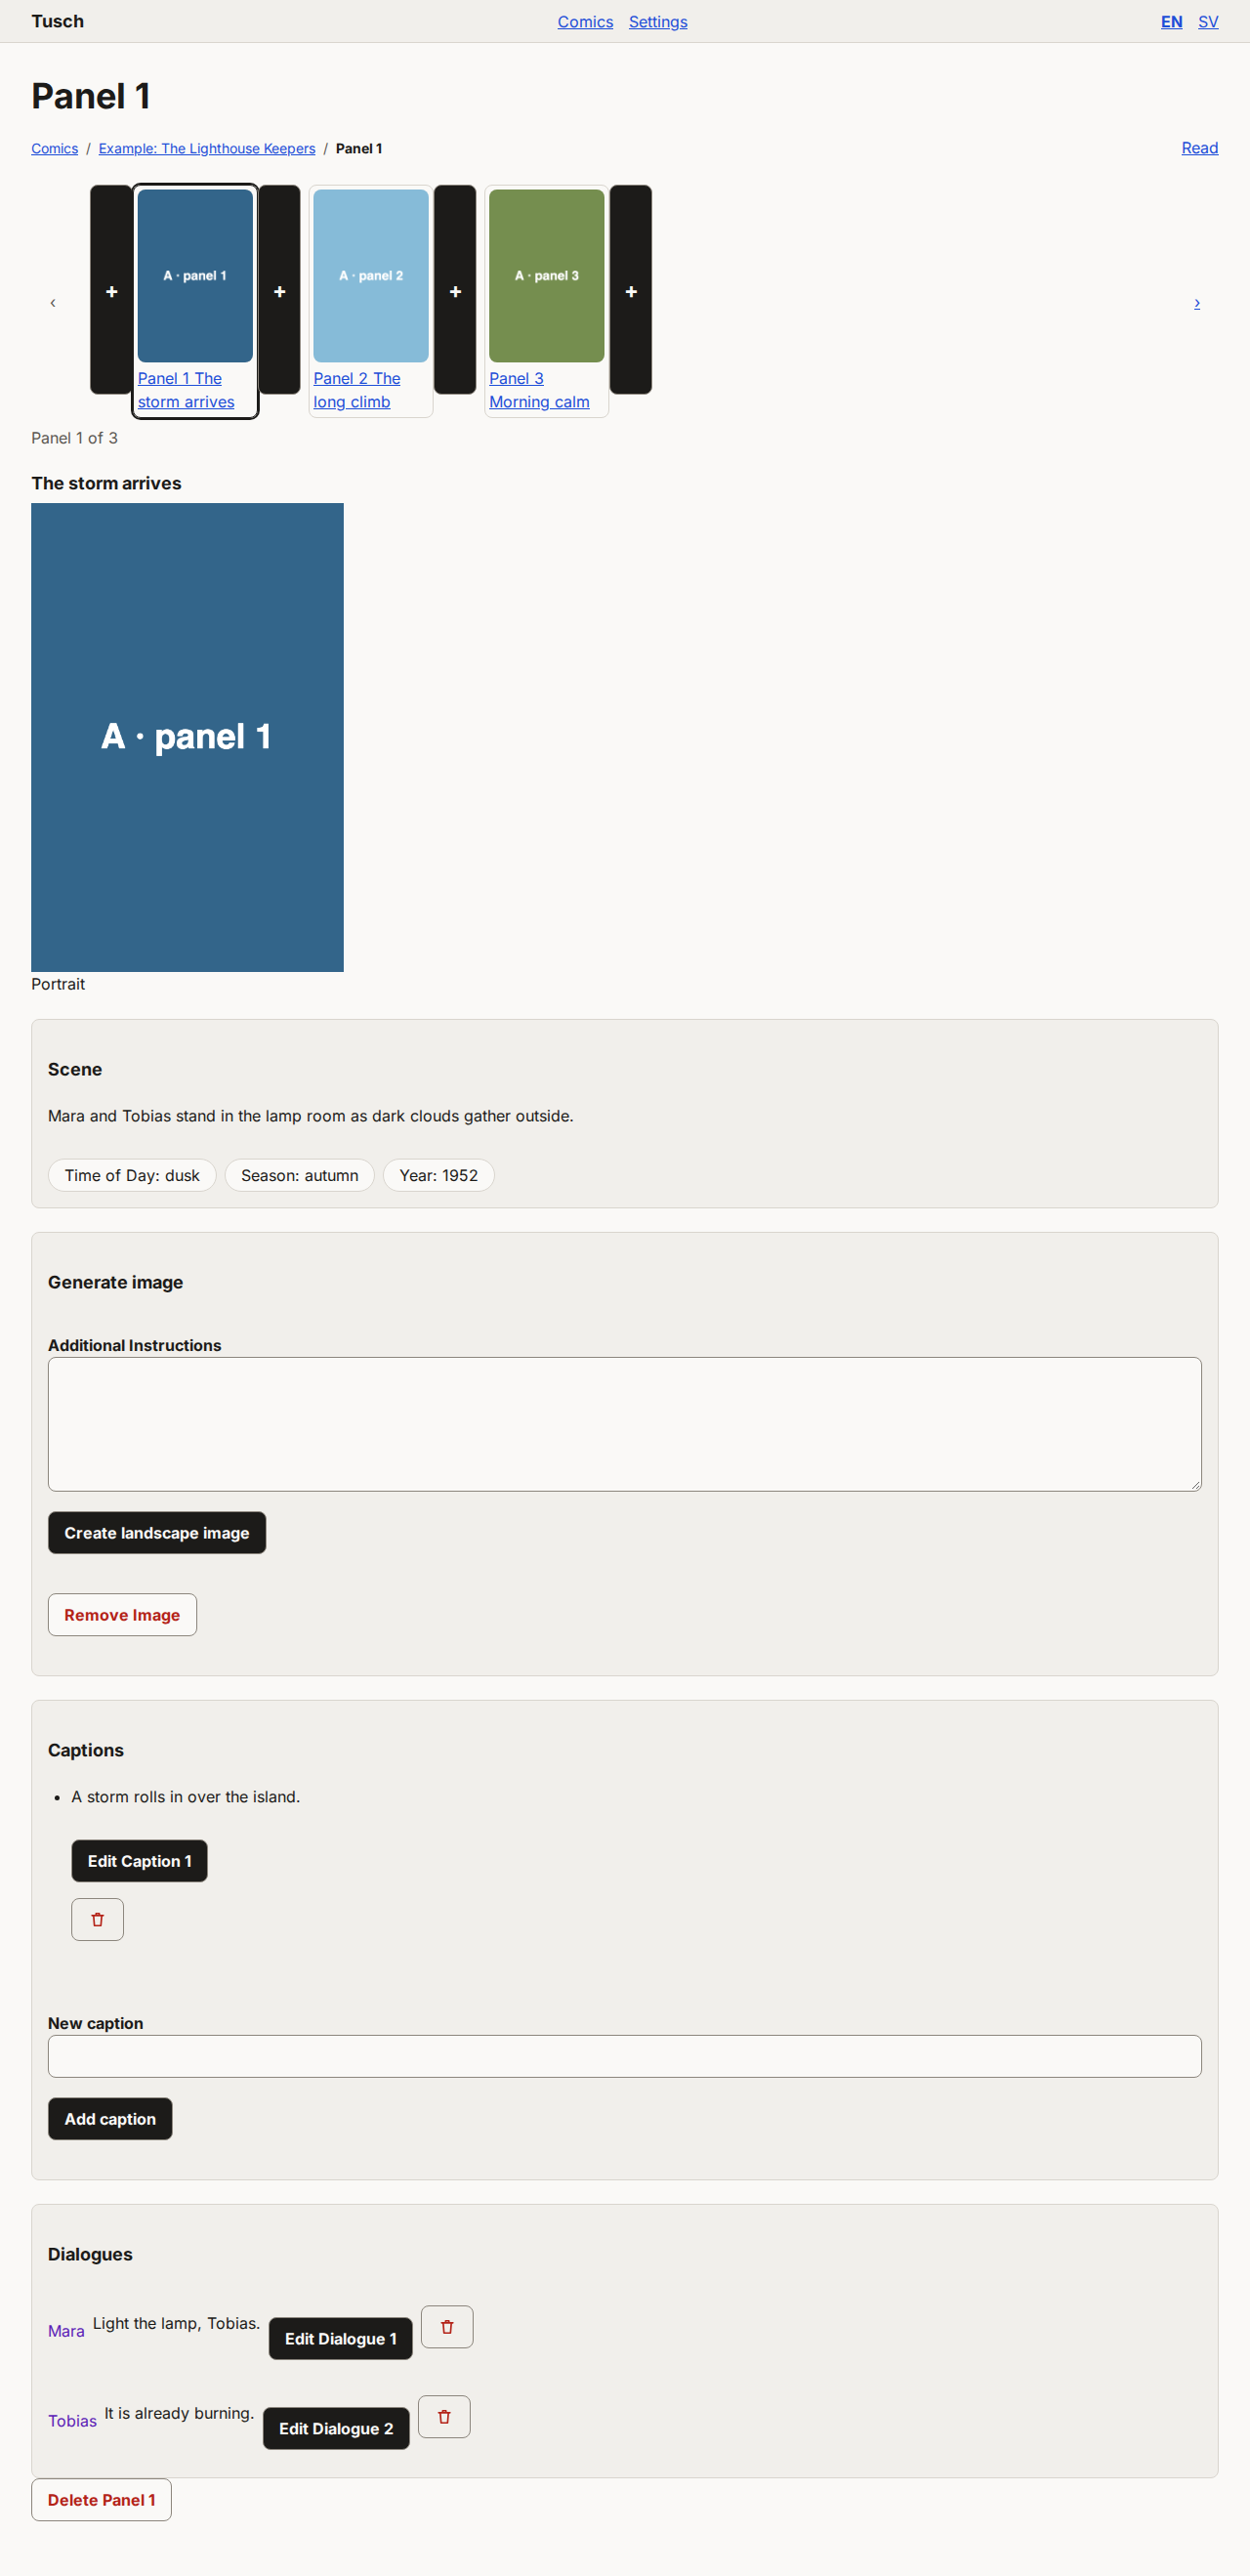 Tusch
Comics Settings
EN SV
Panel 1
Comics / Example: The Lighthouse Keepers / Panel 1
Read
‹
+
A · panel 1
Panel 1 The
storm arrives
+
A · panel 2
Panel 2 The
long climb
+
A · panel 3
Panel 3
Morning calm
+
›
Panel 1 of 3
The storm arrives
A · panel 1
Portrait
Scene
Mara and Tobias stand in the lamp room as dark clouds gather outside.
Time of Day: dusk
Season: autumn
Year: 1952
Generate image
Additional Instructions
Create landscape image
Remove Image
Captions
• A storm rolls in over the island.
Edit Caption 1
New caption
Add caption
Dialogues
Mara Light the lamp, Tobias. Edit Dialogue 1
Tobias It is already burning. Edit Dialogue 2
Delete Panel 1